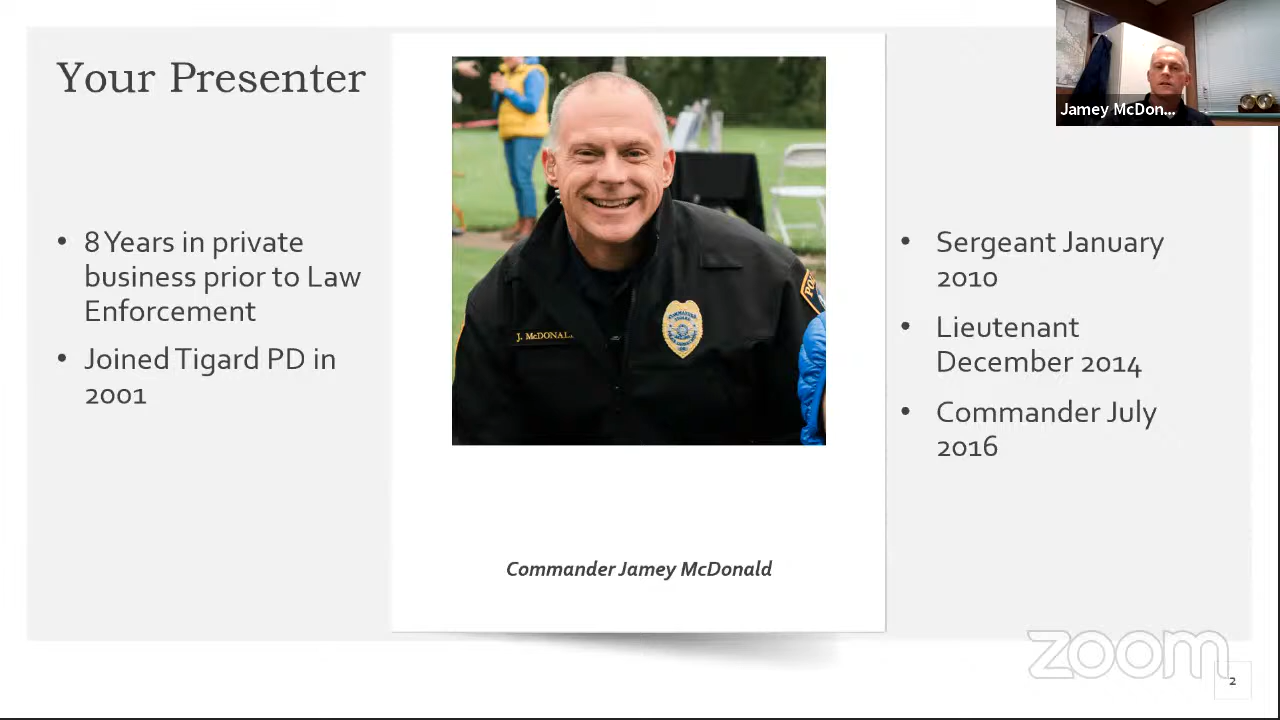 Your Presenter
Jamey McDon...
• 8 Years in private
business prior to Law
Enforcement
• Joined Tigard PD in
2001
J. McDONAL
COMMANDER
• Sergeant January
2010
• Lieutenant
December 2014
• Commander July
2016
Commander Jamey McDonald
zoom
2